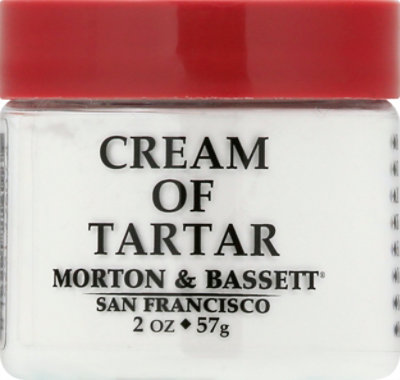 CREAM
OF
TARTAR
MORTON & BASSETT®
SAN FRANCISCO
2 OZ ◆ 57g